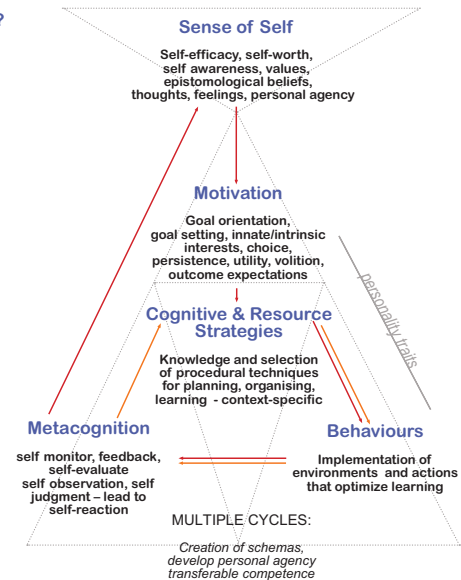 ?
Sense of Self
Self-efficacy, self-worth,
self awareness, values,
epistomological beliefs,
thoughts, feelings, personal agency
Motivation
Goal orientation,
goal setting, innate/intrinsic
interests, choice,
persistence, utility, volition,
outcome expectations
personality traits
Cognitive & Resource
Strategies
Knowledge and selection
of procedural techniques
for planning, organising,
learning - context-specific
Metacognition
self monitor, feedback,
self-evaluate
self observation, self
judgment – lead to
self-reaction
Behaviours
Implementation of
environments and actions
that optimize learning
MULTIPLE CYCLES:
Creation of schemas,
develop personal agency
transferable competence